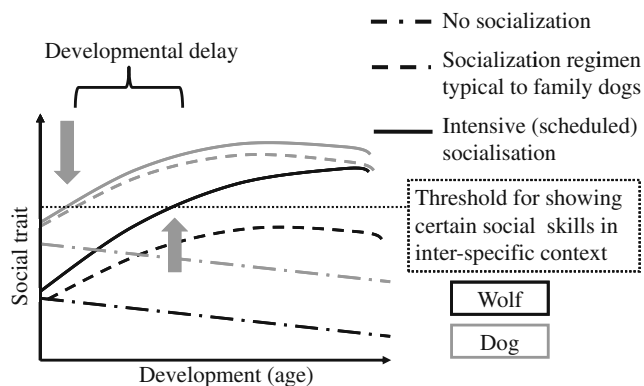 Developmental delay
No socialization
Socialization regimen
typical to family dogs
Intensive (scheduled)
socialisation
Threshold for showing
certain social skills in
inter-specific context
Wolf
Dog
Social trait
Development (age)